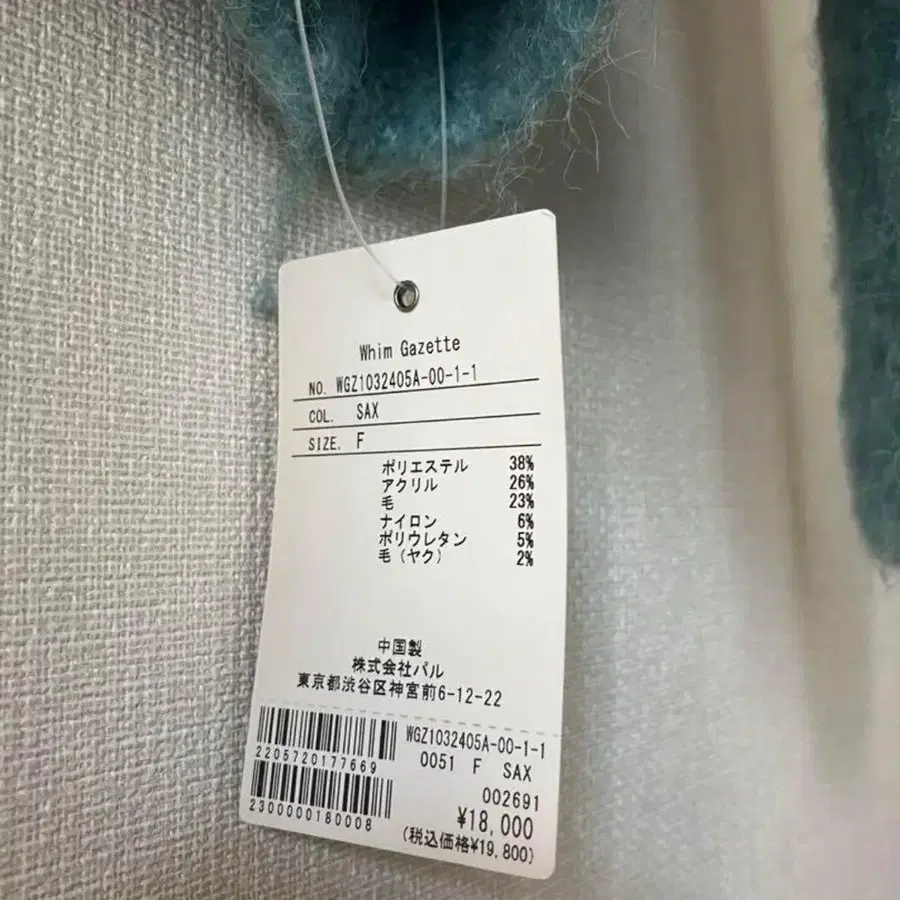 Whim Gazette
NO. WGZ1032405A-00-1-1
COL. SAX
SIZE. F
ポリエステル 38%
アクリル 26%
毛 23%
ナイロン 6%
ポリウレタン 5%
毛（ヤク） 2%
中国製
株式会社パル
東京都渋谷区神宮前6-12-22
WGZ1032405A-00-1-1
2205720177669
0051 F SAX
002691
2300000180008
¥18,000
(税込価格¥19,800)